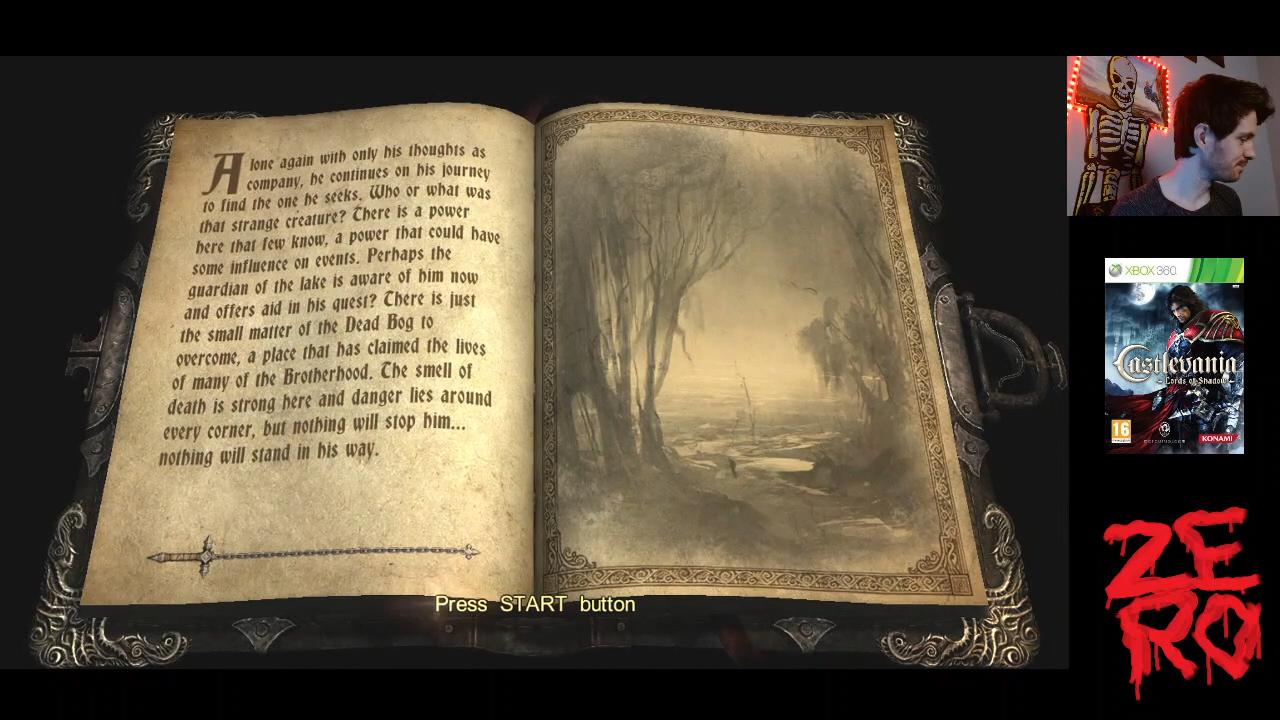 Alone again with only his thoughts as
company, he continues on his journey
to find the one he seeks. Who or what was
that strange creature? There is a power
here that few know, a power that could have
some influence on events. Perhaps the
guardian of the lake is aware of him now
and offers aid in his quest? There is just
the small matter of the Dead Bog to
overcome, a place that has claimed the lives
of many of the Brotherhood. The smell of
death is strong here and danger lies around
every corner, but nothing will stop him...
nothing will stand in his way.
Press START button
XBOX 360
Castlevania
Lords of Shadow
16
KONAMI
ZE
RO